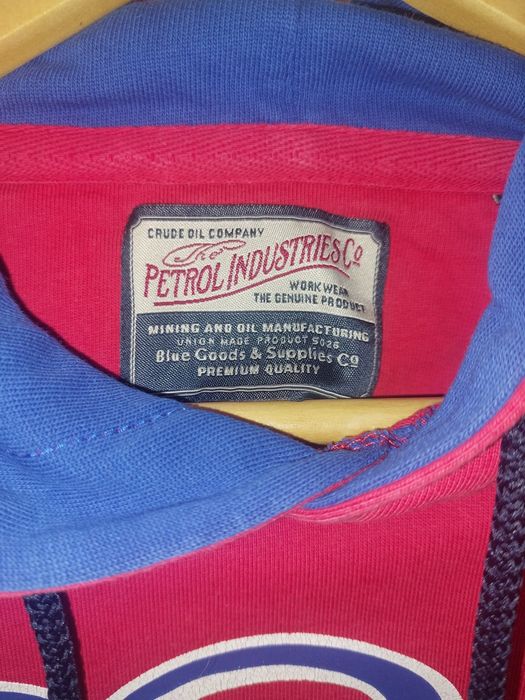 CRUDE OIL COMPANY
The
PETROL INDUSTRIES Co
WORK WEAR
THE GENUINE PRODUCT
MINING AND OIL MANUFACTURING
UNION MADE PRODUCT 5026
Blue Goods & Supplies Co
PREMIUM QUALITY